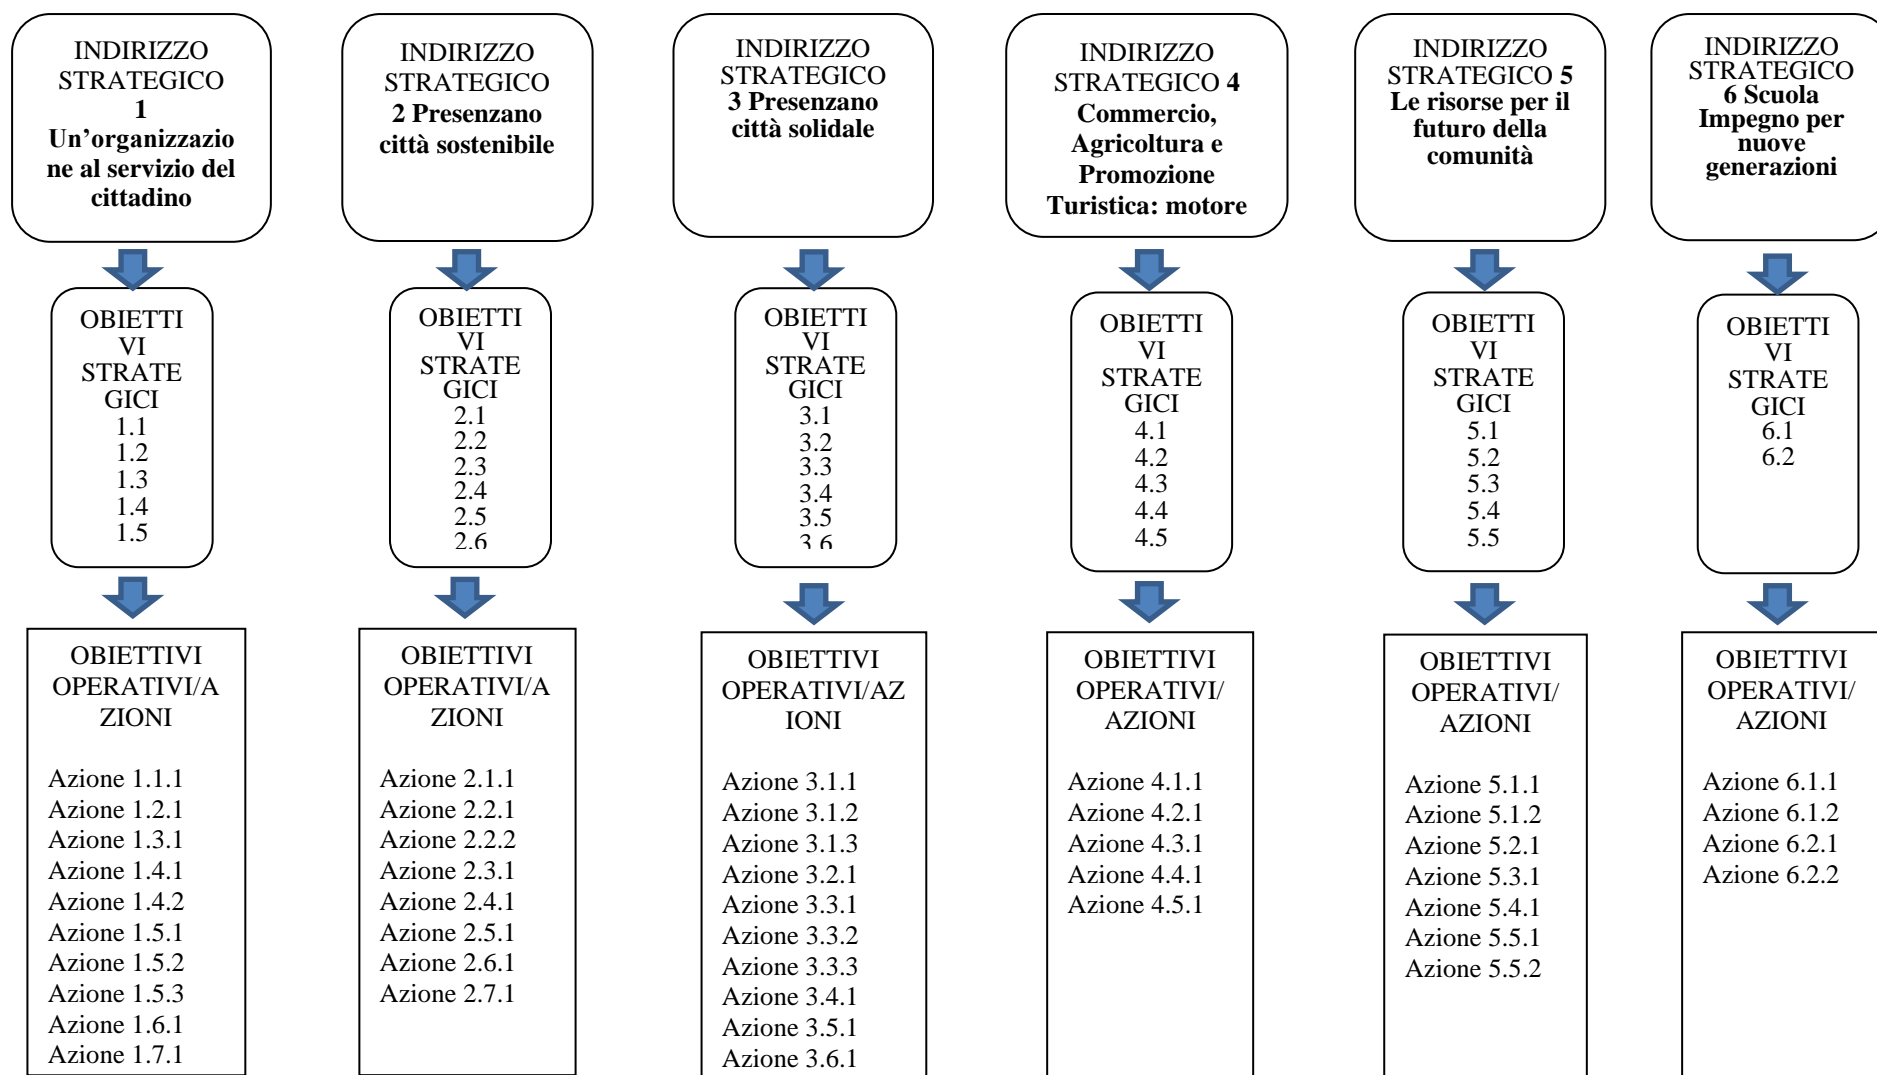 INDIRIZZO
STRATEGICO
1
Un’organizzazio
ne al servizio del
cittadino
INDIRIZZO
STRATEGICO
2 Presenzano
città sostenibile
INDIRIZZO
STRATEGICO
3 Presenzano
città solidale
INDIRIZZO
STRATEGICO 4
Commercio,
Agricoltura e
Promozione
Turistica: motore
INDIRIZZO
STRATEGICO 5
Le risorse per il
futuro della
comunità
INDIRIZZO
STRATEGICO
6 Scuola
Impegno per
nuove
generazioni
OBIETTI
VI
STRATE
GICI
1.1
1.2
1.3
1.4
1.5
OBIETTI
VI
STRATE
GICI
2.1
2.2
2.3
2.4
2.5
2.6
OBIETTI
VI
STRATE
GICI
3.1
3.2
3.3
3.4
3.5
3.6
OBIETTI
VI
STRATE
GICI
4.1
4.2
4.3
4.4
4.5
OBIETTI
VI
STRATE
GICI
5.1
5.2
5.3
5.4
5.5
OBIETTI
VI
STRATE
GICI
6.1
6.2
OBIETTIVI
OPERATIVI/A
ZIONI
Azione 1.1.1
Azione 1.2.1
Azione 1.3.1
Azione 1.4.1
Azione 1.4.2
Azione 1.5.1
Azione 1.5.2
Azione 1.5.3
Azione 1.6.1
Azione 1.7.1
OBIETTIVI
OPERATIVI/A
ZIONI
Azione 2.1.1
Azione 2.2.1
Azione 2.2.2
Azione 2.3.1
Azione 2.4.1
Azione 2.5.1
Azione 2.6.1
Azione 2.7.1
OBIETTIVI
OPERATIVI/AZ
IONI
Azione 3.1.1
Azione 3.1.2
Azione 3.1.3
Azione 3.2.1
Azione 3.3.1
Azione 3.3.2
Azione 3.3.3
Azione 3.4.1
Azione 3.5.1
Azione 3.6.1
OBIETTIVI
OPERATIVI/
AZIONI
Azione 4.1.1
Azione 4.2.1
Azione 4.3.1
Azione 4.4.1
Azione 4.5.1
OBIETTIVI
OPERATIVI/
AZIONI
Azione 5.1.1
Azione 5.1.2
Azione 5.2.1
Azione 5.3.1
Azione 5.4.1
Azione 5.5.1
Azione 5.5.2
OBIETTIVI
OPERATIVI/
AZIONI
Azione 6.1.1
Azione 6.1.2
Azione 6.2.1
Azione 6.2.2